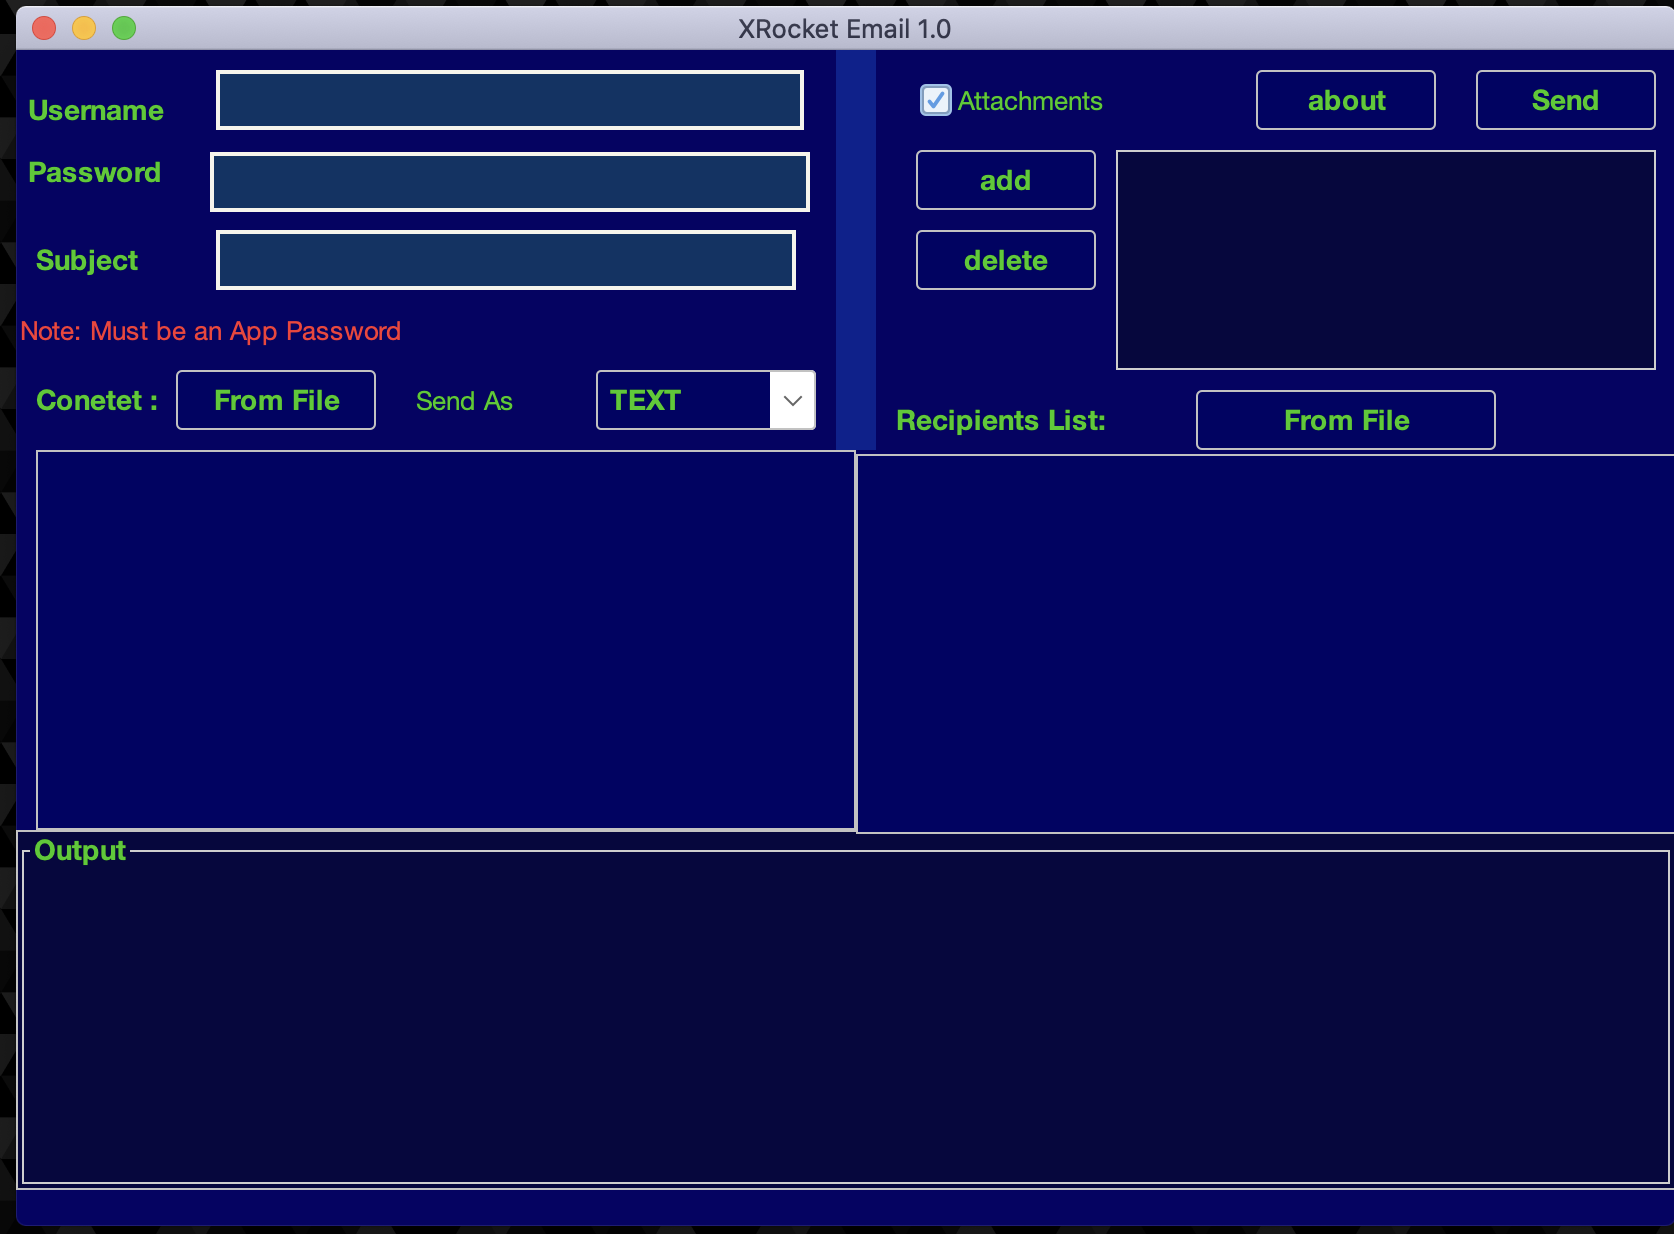 XRocket Email 1.0
Username
Password
Subject
Note: Must be an App Password
Conetet :
From File
Send As
TEXT
Attachments
about
Send
add
delete
Recipients List:
From File
Output